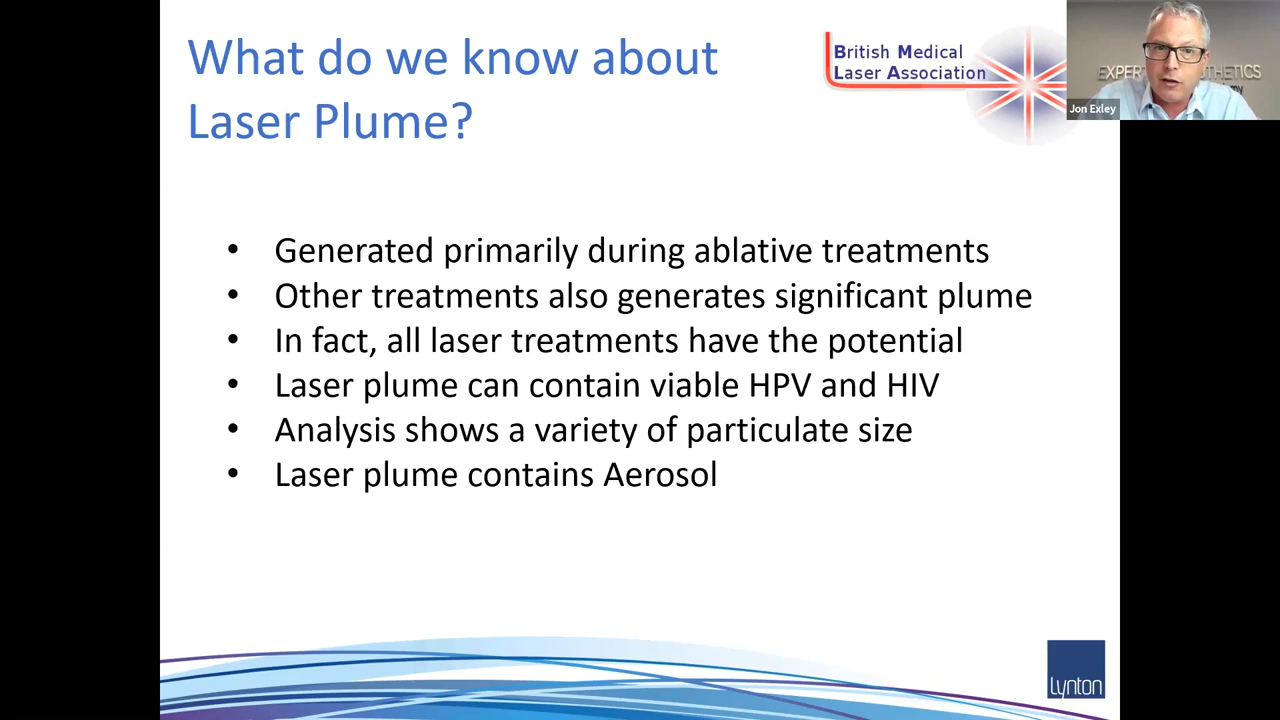 What do we know about
Laser Plume?
British Medical
Laser Association
Jon Exley
• Generated primarily during ablative treatments
• Other treatments also generates significant plume
• In fact, all laser treatments have the potential
• Laser plume can contain viable HPV and HIV
• Analysis shows a variety of particulate size
• Laser plume contains Aerosol
Lynton